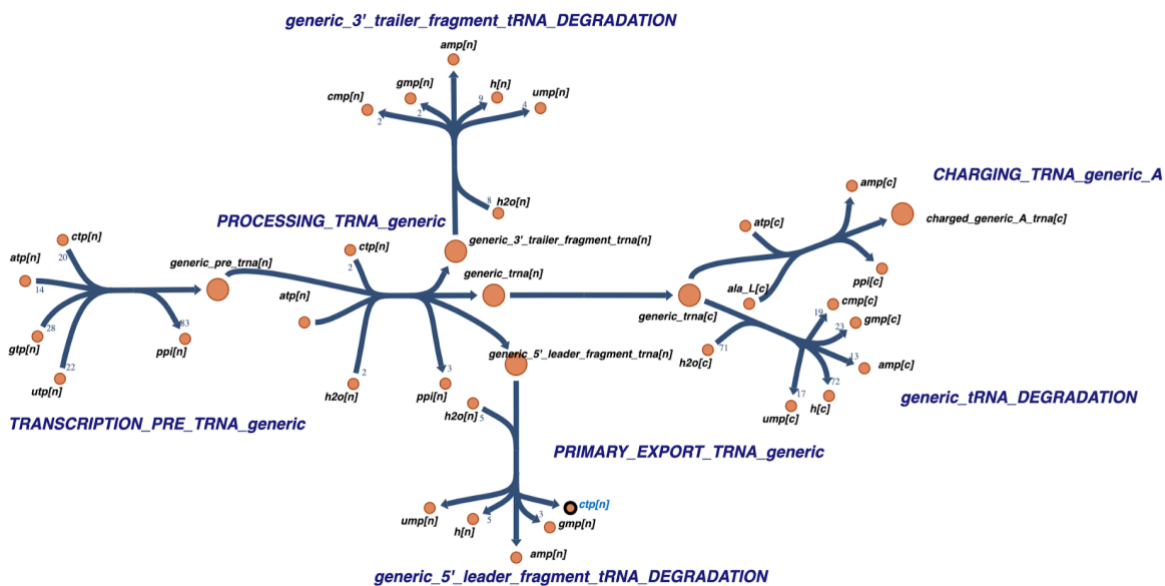 generic_3'_trailer_fragment_tRNA_DEGRADATION
amp[n]
gmp[n]
h[n]
cmp[n]
ump[n]
2
2
9
4
8
h2o[n]
CHARGING_TRNA_generic_A
amp[c]
charged_generic_A_trna[c]
atp[c]
ppi[c]
ala_L[c]
PROCESSING_TRNA_generic
generic_3'_trailer_fragment_trna[n]
ctp[n]
ctp[n]
20
atp[n]
14
generic_pre_trna[n]
2
generic_trna[n]
atp[n]
generic_trna[c]
cmp[c]
19
gmp[c]
23
gtp[n]
28
83
ppi[n]
utp[n]
22
generic_5'_leader_fragment_trna[n]
h2o[c]
71
13
amp[c]
h2o[n]
2
ppi[n]
3
17
72
ump[c]
h[c]
generic_tRNA_DEGRADATION
TRANSCRIPTION_PRE_TRNA_generic
h2o[n]
5
PRIMARY_EXPORT_TRNA_generic
ctp[n]
ump[n]
h[n]
5
3
gmp[n]
amp[n]
generic_5'_leader_fragment_tRNA_DEGRADATION